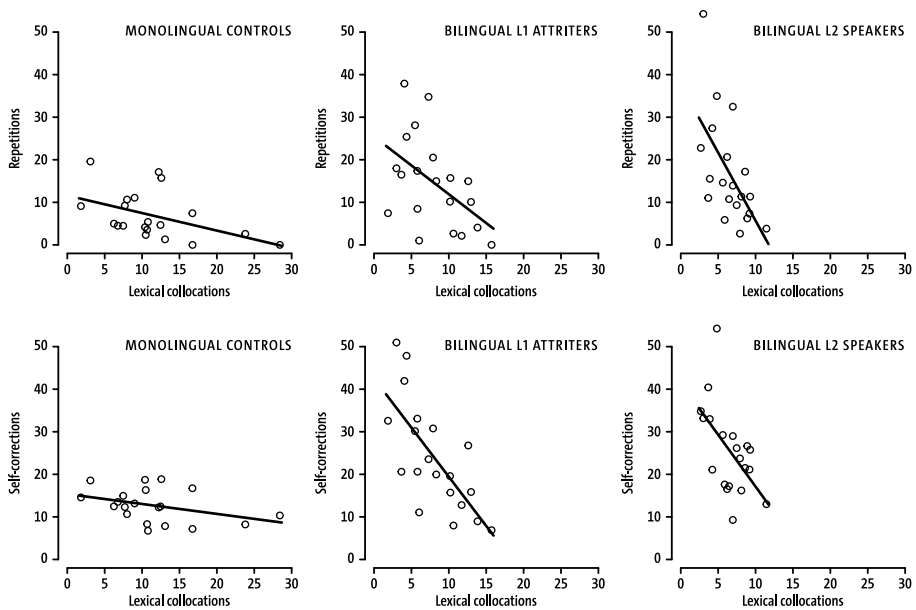 MONOLINGUAL CONTROLS
50
40
30
20
10
0
Repetitions
0 5 10 15 20 25 30
Lexical collocations
BILINGUAL L1 ATTRITERS
50
40
30
20
10
0
Repetitions
0 5 10 15 20 25 30
Lexical collocations
BILINGUAL L2 SPEAKERS
50
40
30
20
10
0
Repetitions
0 5 10 15 20 25 30
Lexical collocations
MONOLINGUAL CONTROLS
50
40
30
20
10
0
Self-corrections
0 5 10 15 20 25 30
Lexical collocations
BILINGUAL L1 ATTRITERS
50
40
30
20
10
0
Self-corrections
0 5 10 15 20 25 30
Lexical collocations
BILINGUAL L2 SPEAKERS
50
40
30
20
10
0
Self-corrections
0 5 10 15 20 25 30
Lexical collocations